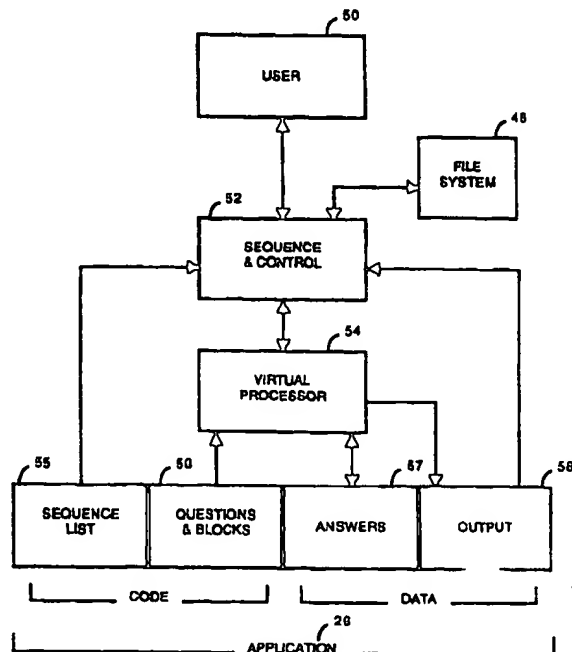 50
USER
48
FILE
SYSTEM
52
SEQUENCE
& CONTROL
54
VIRTUAL
PROCESSOR
55
50
57
58
SEQUENCE
LIST
QUESTIONS
& BLOCKS
ANSWERS
OUTPUT
CODE
DATA
26
APPLICATION